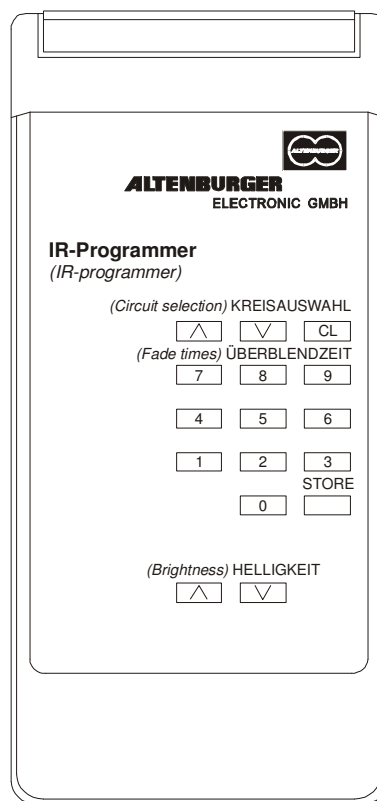 ALTENBURGER
ALTENBURGER
ELECTRONIC GMBH
IR-Programmer
(IR-programmer)
(Circuit selection) KREISAUSWAHL
CL
(Fade times) ÜBERBLENDZEIT
7 8 9
4 5 6
1 2 3
STORE
0
(Brightness) HELLIGKEIT